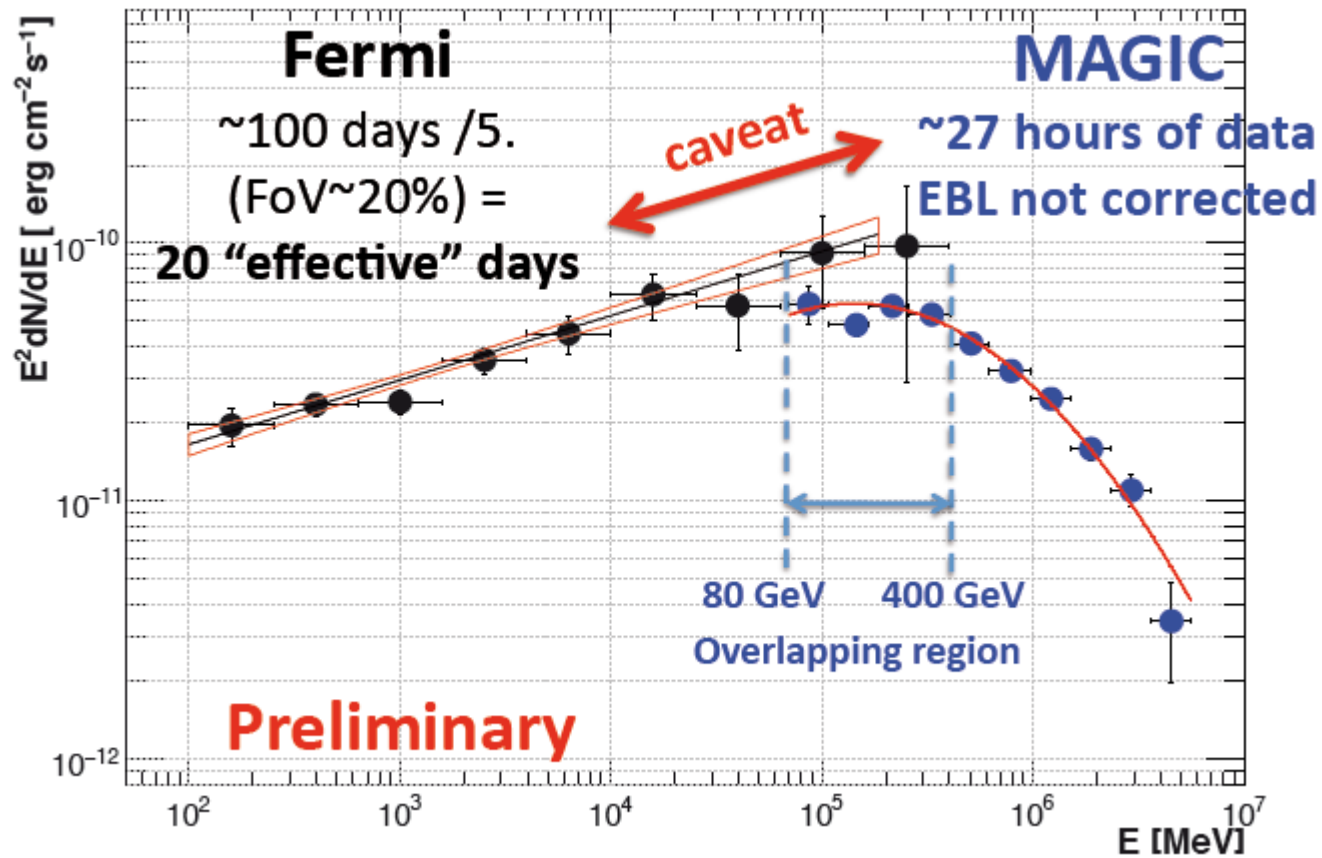 Fermi
~100 days /5.
(FoV~20%) =
20 “effective” days
caveat
MAGIC
~27 hours of data
EBL not corrected
E²dN/dE [ erg cm⁻² s⁻¹]
10⁻¹⁰
10⁻¹¹
10⁻¹²
80 GeV 400 GeV
Overlapping region
Preliminary
10² 10³ 10⁴ 10⁵ 10⁶ 10⁷
E [MeV]